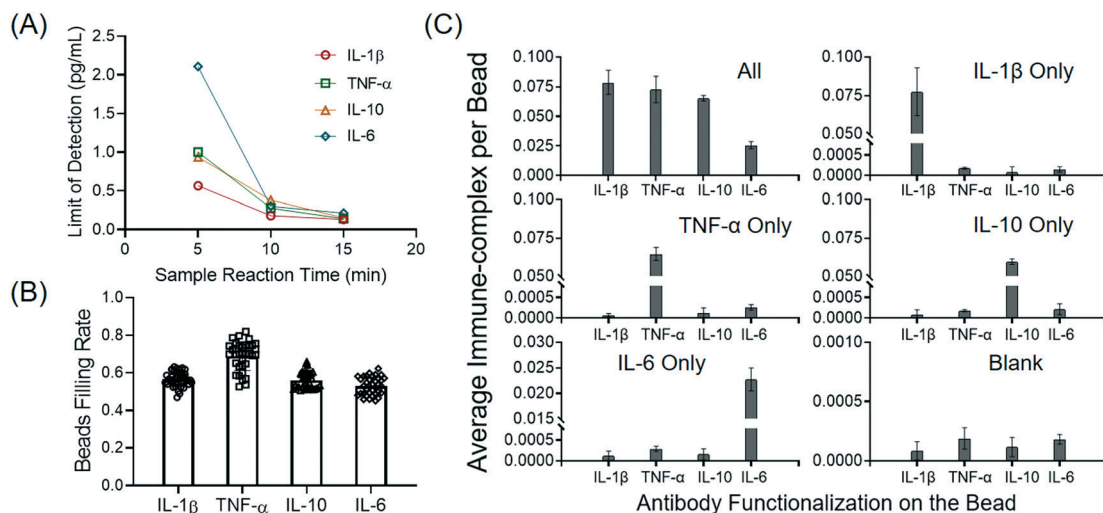 (A)
Limit of Detection (pg/mL)
2.5
2.0
1.5
1.0
0.5
0.0
0 5 10 15 20
Sample Reaction Time (min)
IL-1β
TNF-α
IL-10
IL-6
(B)
Beads Filling Rate
1.0
0.8
0.6
0.4
0.2
0.0
IL-1β TNF-α IL-10 IL-6
(C)
Average Immune-complex per Bead
All
0.100
0.075
0.050
0.025
0.000
IL-1β TNF-α IL-10 IL-6
IL-1β Only
0.100
0.075
0.050
0.0005
0.0000
IL-1β TNF-α IL-10 IL-6
TNF-α Only
0.100
0.075
0.050
0.0005
0.0000
IL-1β TNF-α IL-10 IL-6
IL-10 Only
0.100
0.075
0.050
0.0005
0.0000
IL-1β TNF-α IL-10 IL-6
IL-6 Only
0.030
0.025
0.020
0.015
0.0005
0.0000
IL-1β TNF-α IL-10 IL-6
Blank
0.0010
0.0005
0.0000
IL-1β TNF-α IL-10 IL-6
Antibody Functionalization on the Bead